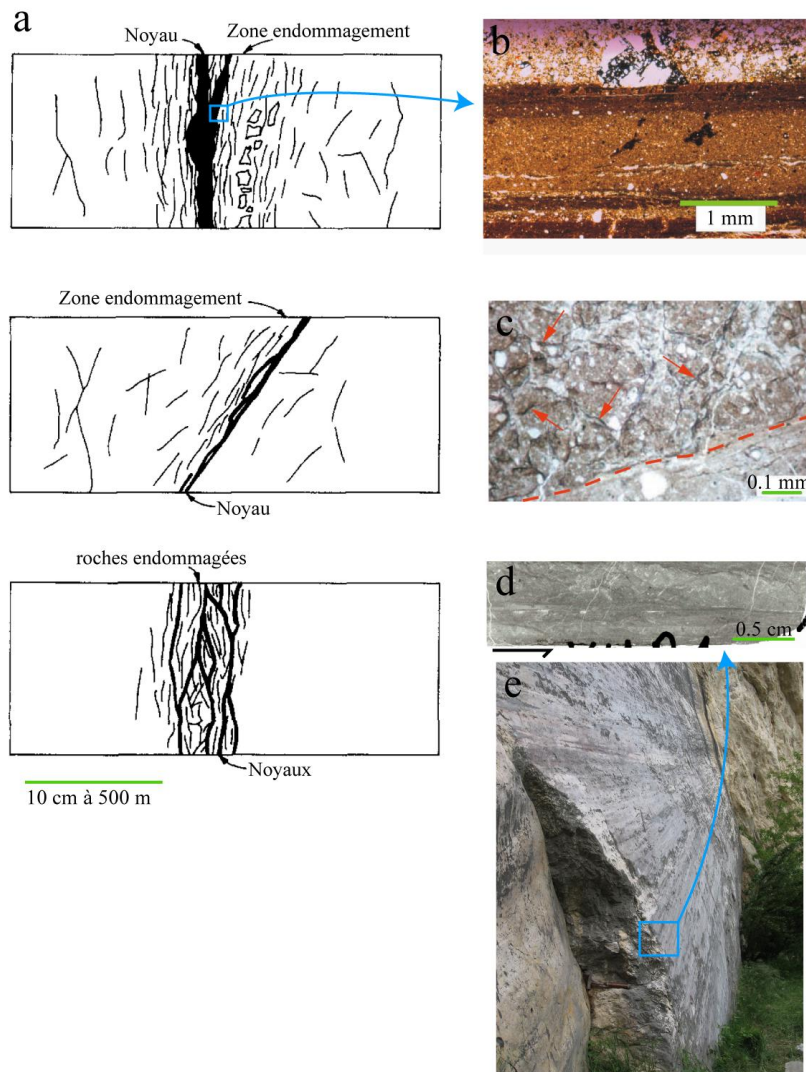 a
Noyau
Zone endommagement
b
1 mm
Zone endommagement
Noyau
c
0.1 mm
roches endommagées
Noyaux
10 cm à 500 m
d
0.5 cm
e